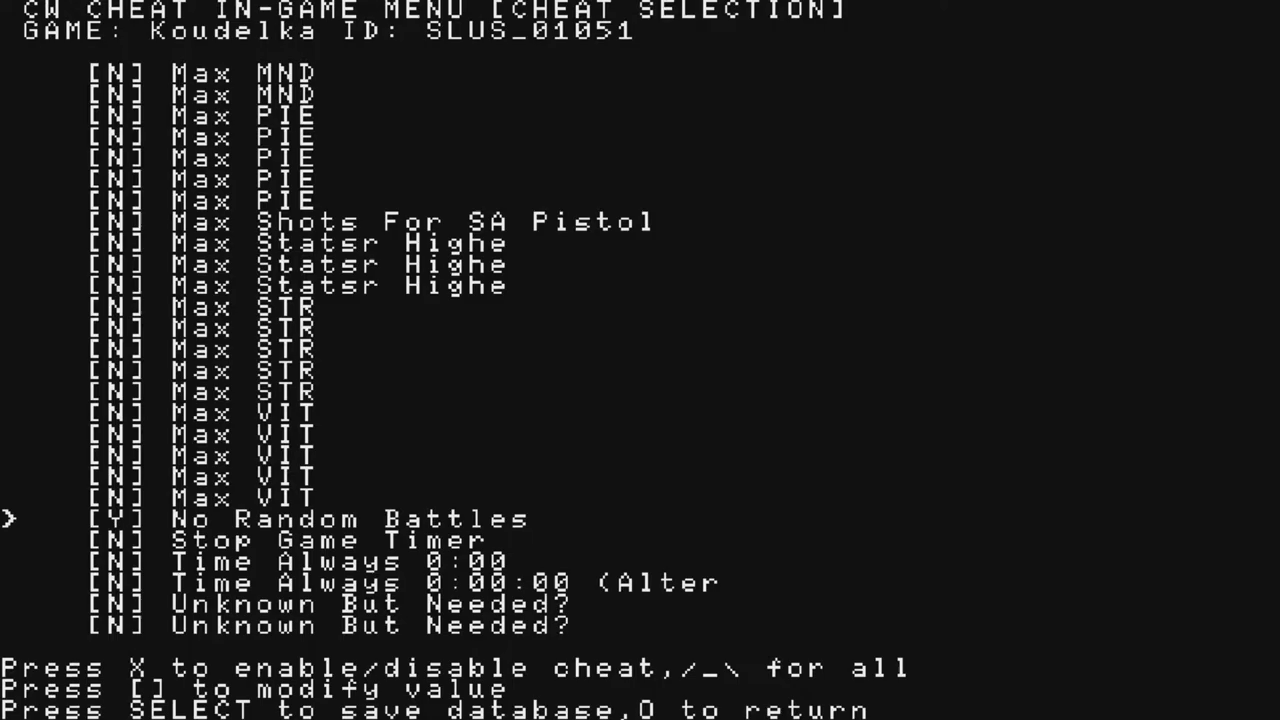 CW CHEAT IN-GAME MENU [CHEAT SELECTION]
GAME: Koudelka ID: SLUS_01051
[N] Max MND
[N] Max MND
[N] Max PIE
[N] Max PIE
[N] Max PIE
[N] Max PIE
[N] Max PIE
[N] Max Shots For SA Pistol
[N] Max Statsr Highe
[N] Max Statsr Highe
[N] Max Statsr Highe
[N] Max STR
[N] Max STR
[N] Max STR
[N] Max STR
[N] Max STR
[N] Max VIT
[N] Max VIT
[N] Max VIT
[N] Max VIT
[N] Max VIT
> [Y] No Random Battles
[N] Stop Game Timer
[N] Time Always 0:00
[N] Time Always 0:00:00 (Alter
[N] Unknown But Needed?
[N] Unknown But Needed?
Press X to enable/disable cheat,/_\ for all
Press [] to modify value
Press SELECT to save database,O to return